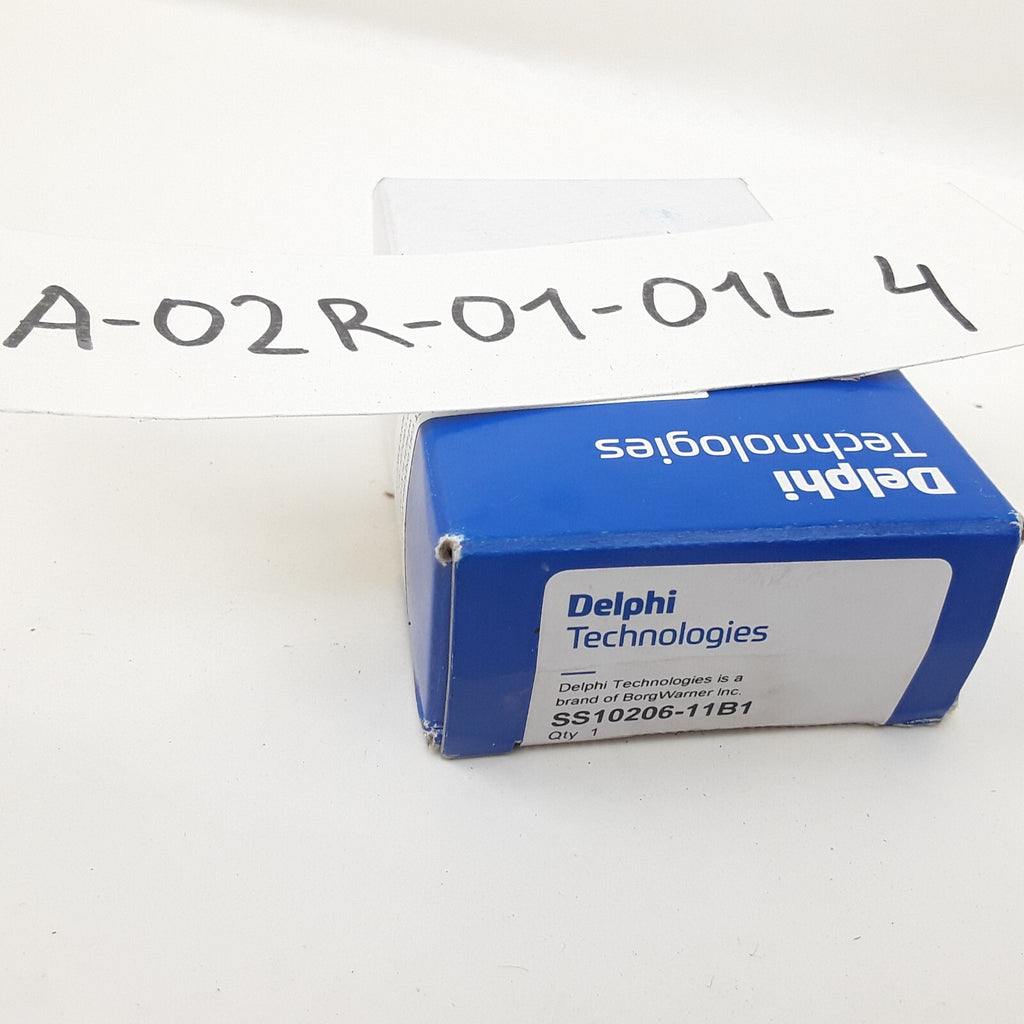 A-02R-01-01L 4
Delphi
Technologies
Delphi
Technologies
Delphi Technologies is a
brand of BorgWarner Inc.
SS10206-11B1
Qty 1